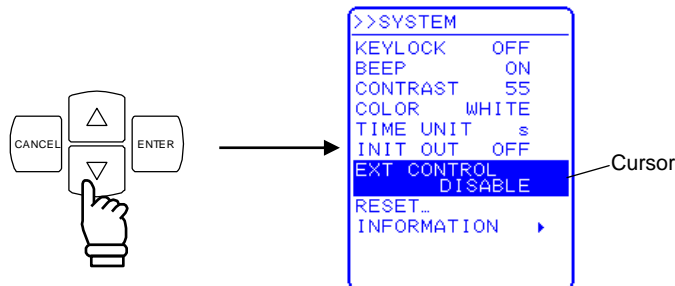 CANCEL
ENTER
>>SYSTEM
KEYLOCK OFF
BEEP ON
CONTRAST 55
COLOR WHITE
TIME UNIT s
INIT OUT OFF
EXT CONTROL
DISABLE
RESET…
INFORMATION
Cursor